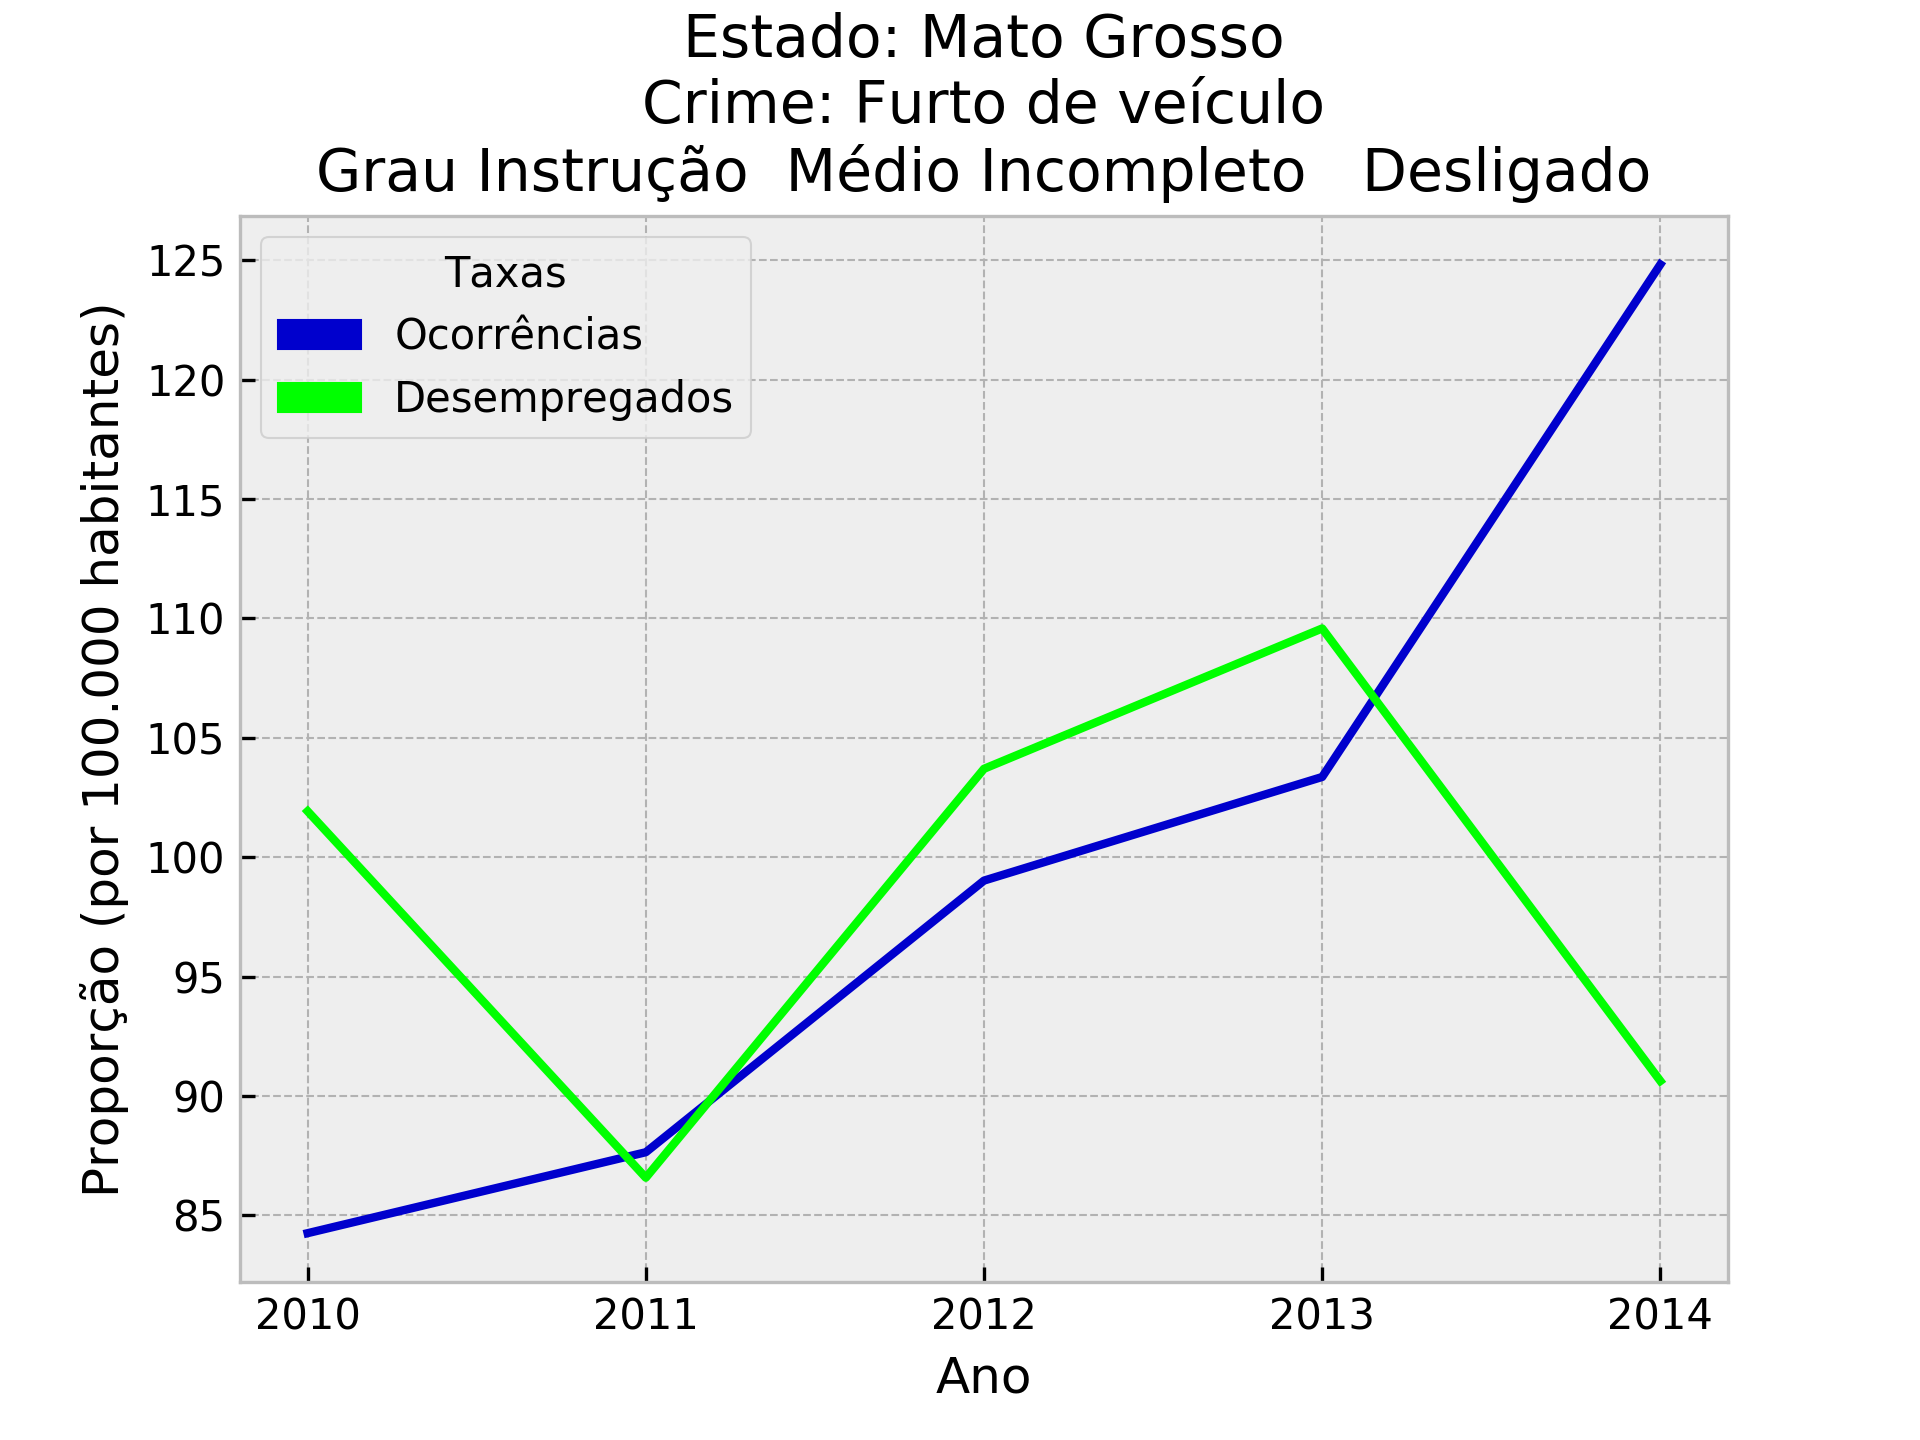 Estado: Mato Grosso
Crime: Furto de veículo
Grau Instrução  Médio Incompleto   Desligado
Taxas
Ocorrências
Desempregados
Proporção (por 100.000 habitantes)
125
120
115
110
105
100
95
90
85
2010 2011 2012 2013 2014
Ano